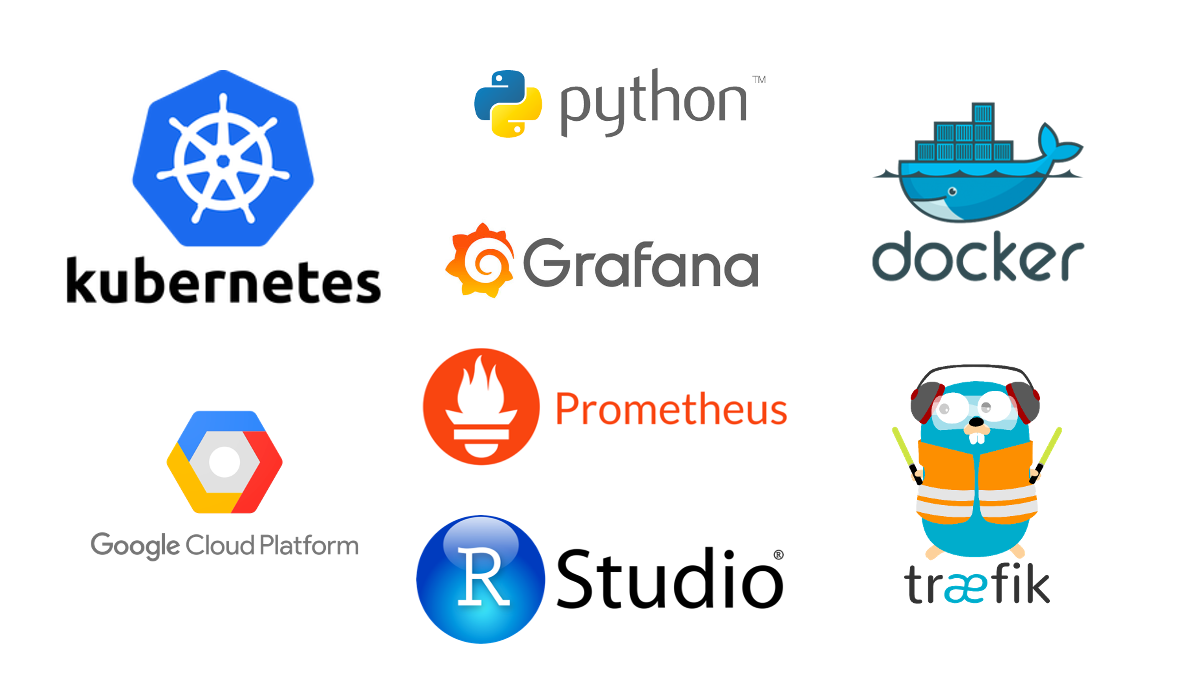 kubernetes
python™
Grafana
docker
Google Cloud Platform
Prometheus
R Studio®
træfik